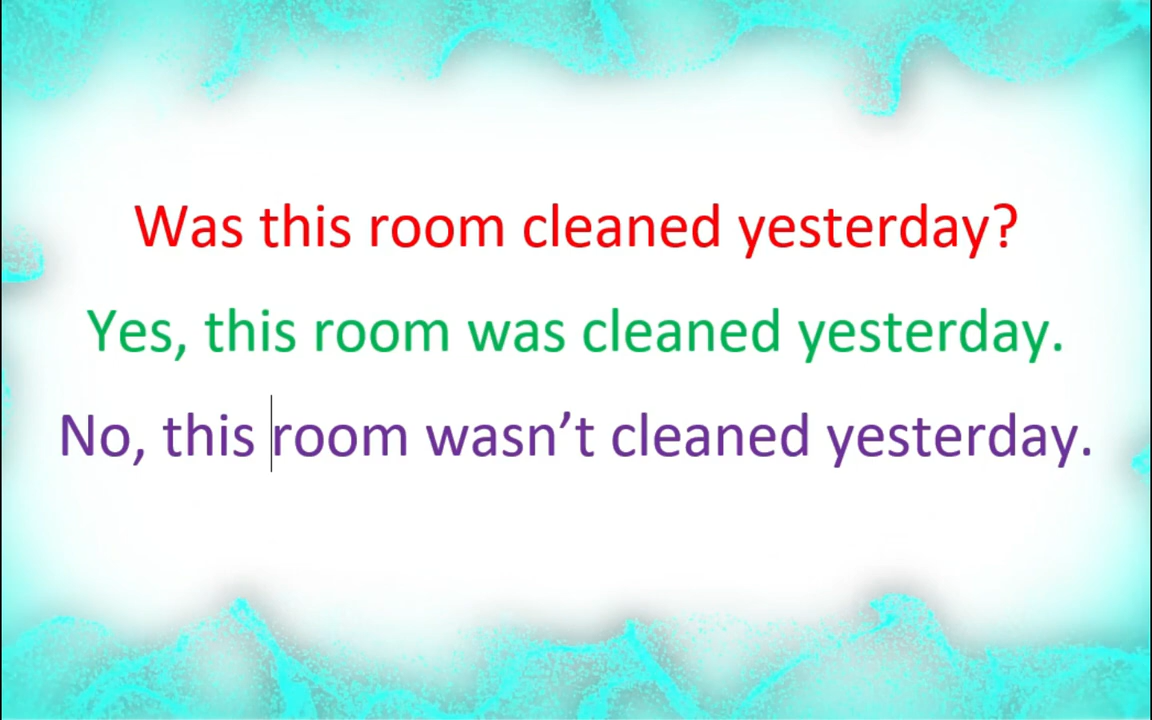 Was this room cleaned yesterday?
Yes, this room was cleaned yesterday.
No, this room wasn’t cleaned yesterday.